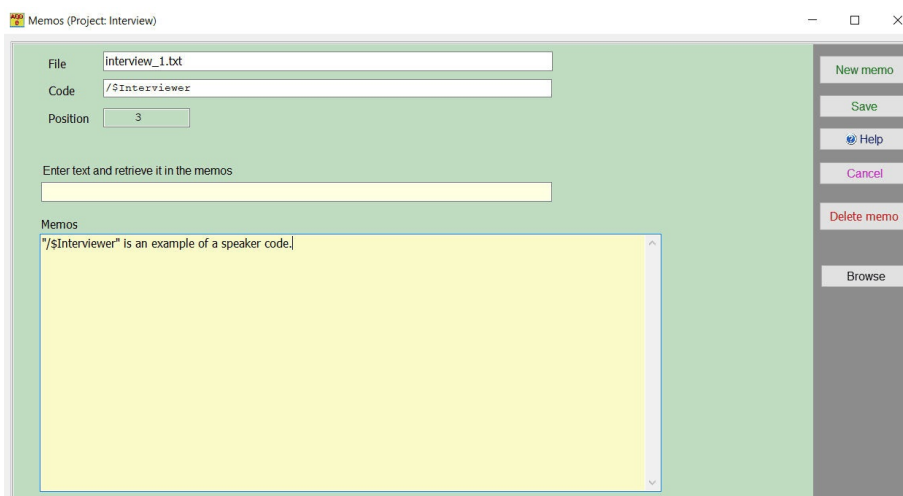 Memos (Project: Interview)
File interview_1.txt
Code /$Interviewer
Position 3
Enter text and retrieve it in the memos
Memos
"/$Interviewer" is an example of a speaker code.
New memo
Save
Help
Cancel
Delete memo
Browse